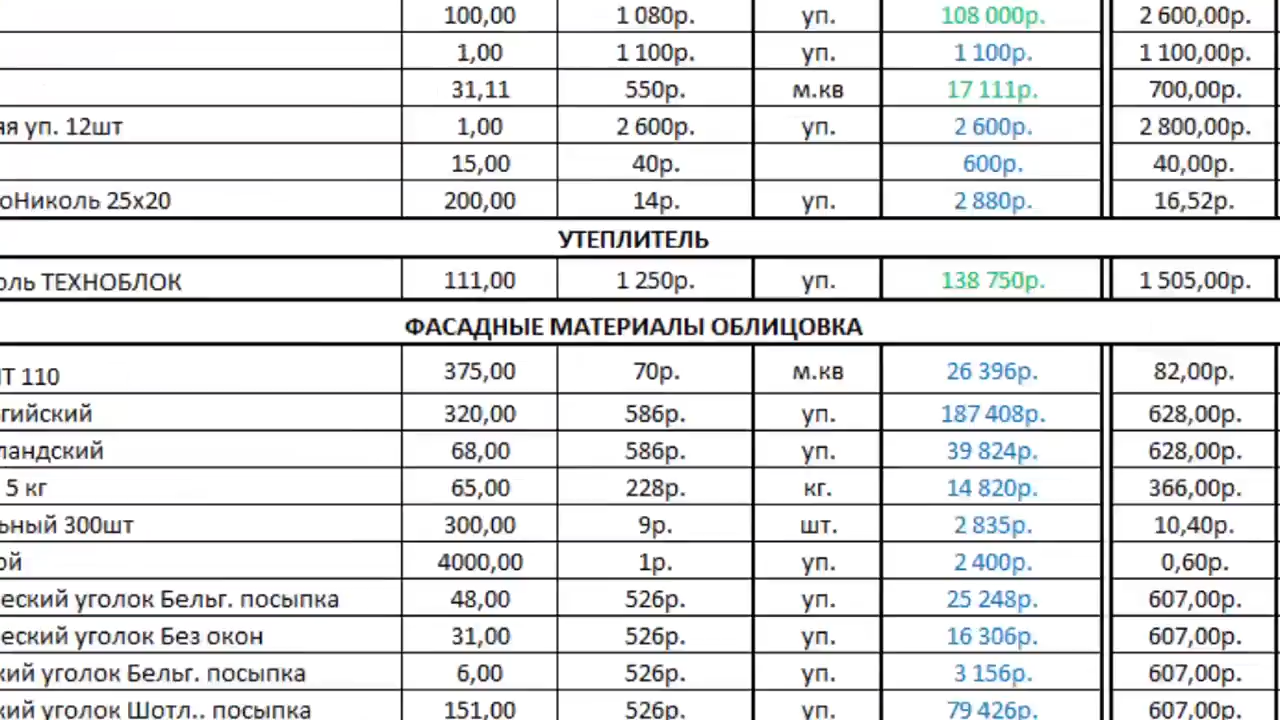 100,00 1 080р. уп. 108 000р. 2 600,00р.
1,00 1 100р. уп. 1 100р. 1 100,00р.
31,11 550р. м.кв 17 111р. 700,00р.
ая уп. 12шт 1,00 2 600р. уп. 2 600р. 2 800,00р.
15,00 40р. 600р. 40,00р.
оНиколь 25х20 200,00 14р. уп. 2 880р. 16,52р.
УТЕПЛИТЕЛЬ
оль ТЕХНОБЛОК 111,00 1 250р. уп. 138 750р. 1 505,00р.
ФАСАДНЫЕ МАТЕРИАЛЫ ОБЛИЦОВКА
Т 110 375,00 70р. м.кв 26 396р. 82,00р.
гийский 320,00 586р. уп. 187 408р. 628,00р.
ландский 68,00 586р. уп. 39 824р. 628,00р.
5 кг 65,00 228р. кг. 14 820р. 366,00р.
ьный 300шт 300,00 9р. шт. 2 835р. 10,40р.
ой 4000,00 1р. уп. 2 400р. 0,60р.
еский уголок Бельг. посыпка 48,00 526р. уп. 25 248р. 607,00р.
еский уголок Без окон 31,00 526р. уп. 16 306р. 607,00р.
кий уголок Бельг. посыпка 6,00 526р. уп. 3 156р. 607,00р.
кий уголок Шотл.. посыпка 151,00 526р. уп. 79 426р. 607,00р.